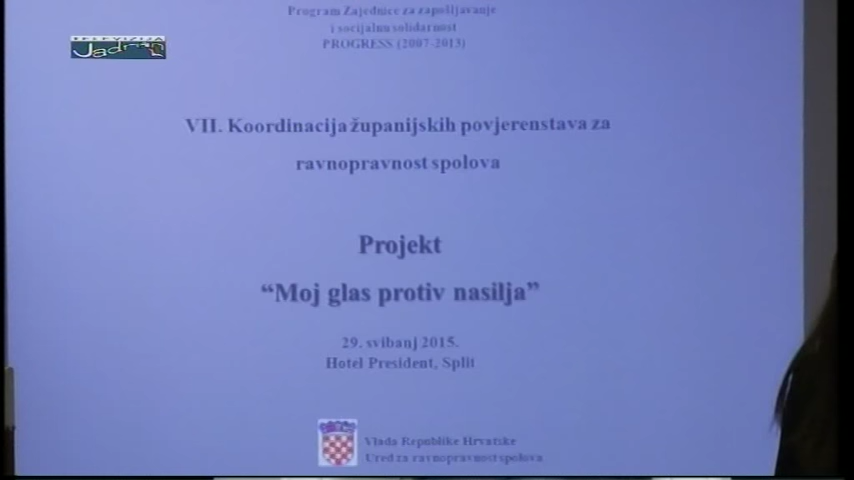 Program Zajednice za zapošljavanje
i socijalnu solidarnost
PROGRESS (2007-2013)
TELEVIZIJA
Jadran
VII. Koordinacija županijskih povjerenstava za
ravnopravnost spolova
Projekt
“Moj glas protiv nasilja”
29. svibanj 2015.
Hotel President, Split
Vlada Republike Hrvatske
Ured za ravnopravnost spolova